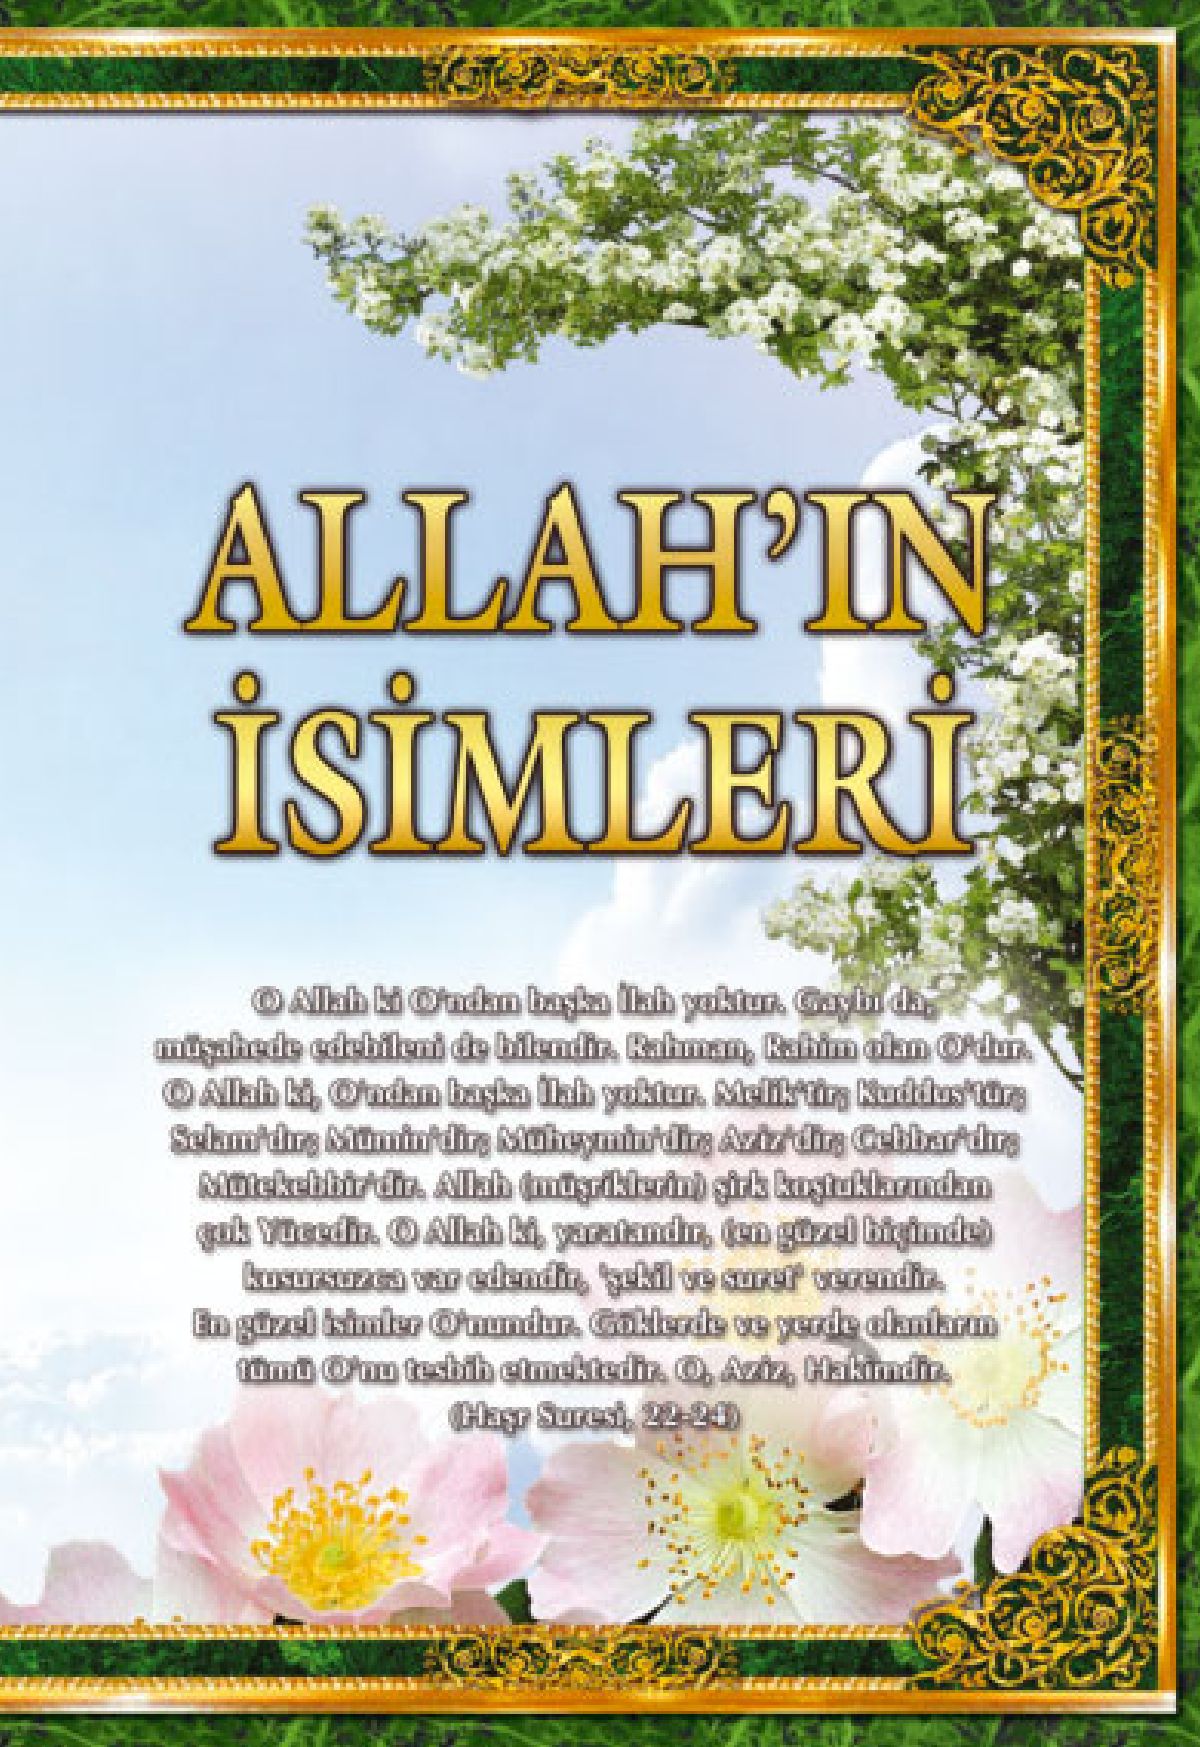 ALLAH'IN
İSİMLERİ
O Allah ki O'ndan başka İlah yoktur. Gaybı da,
müşahede edebileni de bilendir. Rahman, Rahim olan O'dur.
O Allah ki, O'ndan başka İlah yoktur. Melik'tir; Kuddus'tür;
Selam'dır; Mümin'dir; Müheymin'dir; Aziz'dir; Cebbar'dır;
Mütekebbir'dir. Allah (müşriklerin) şirk koştuklarından
çok Yücedir. O Allah ki, yaratandır, (en güzel biçimde)
kusursuzca var edendir, 'şekil ve suret' verendir.
En güzel isimler O'nundur. Göklerde ve yerde olanların
tümü O'nu tesbih etmektedir. O, Aziz, Hakimdir.
(Haşr Suresi, 22-24)